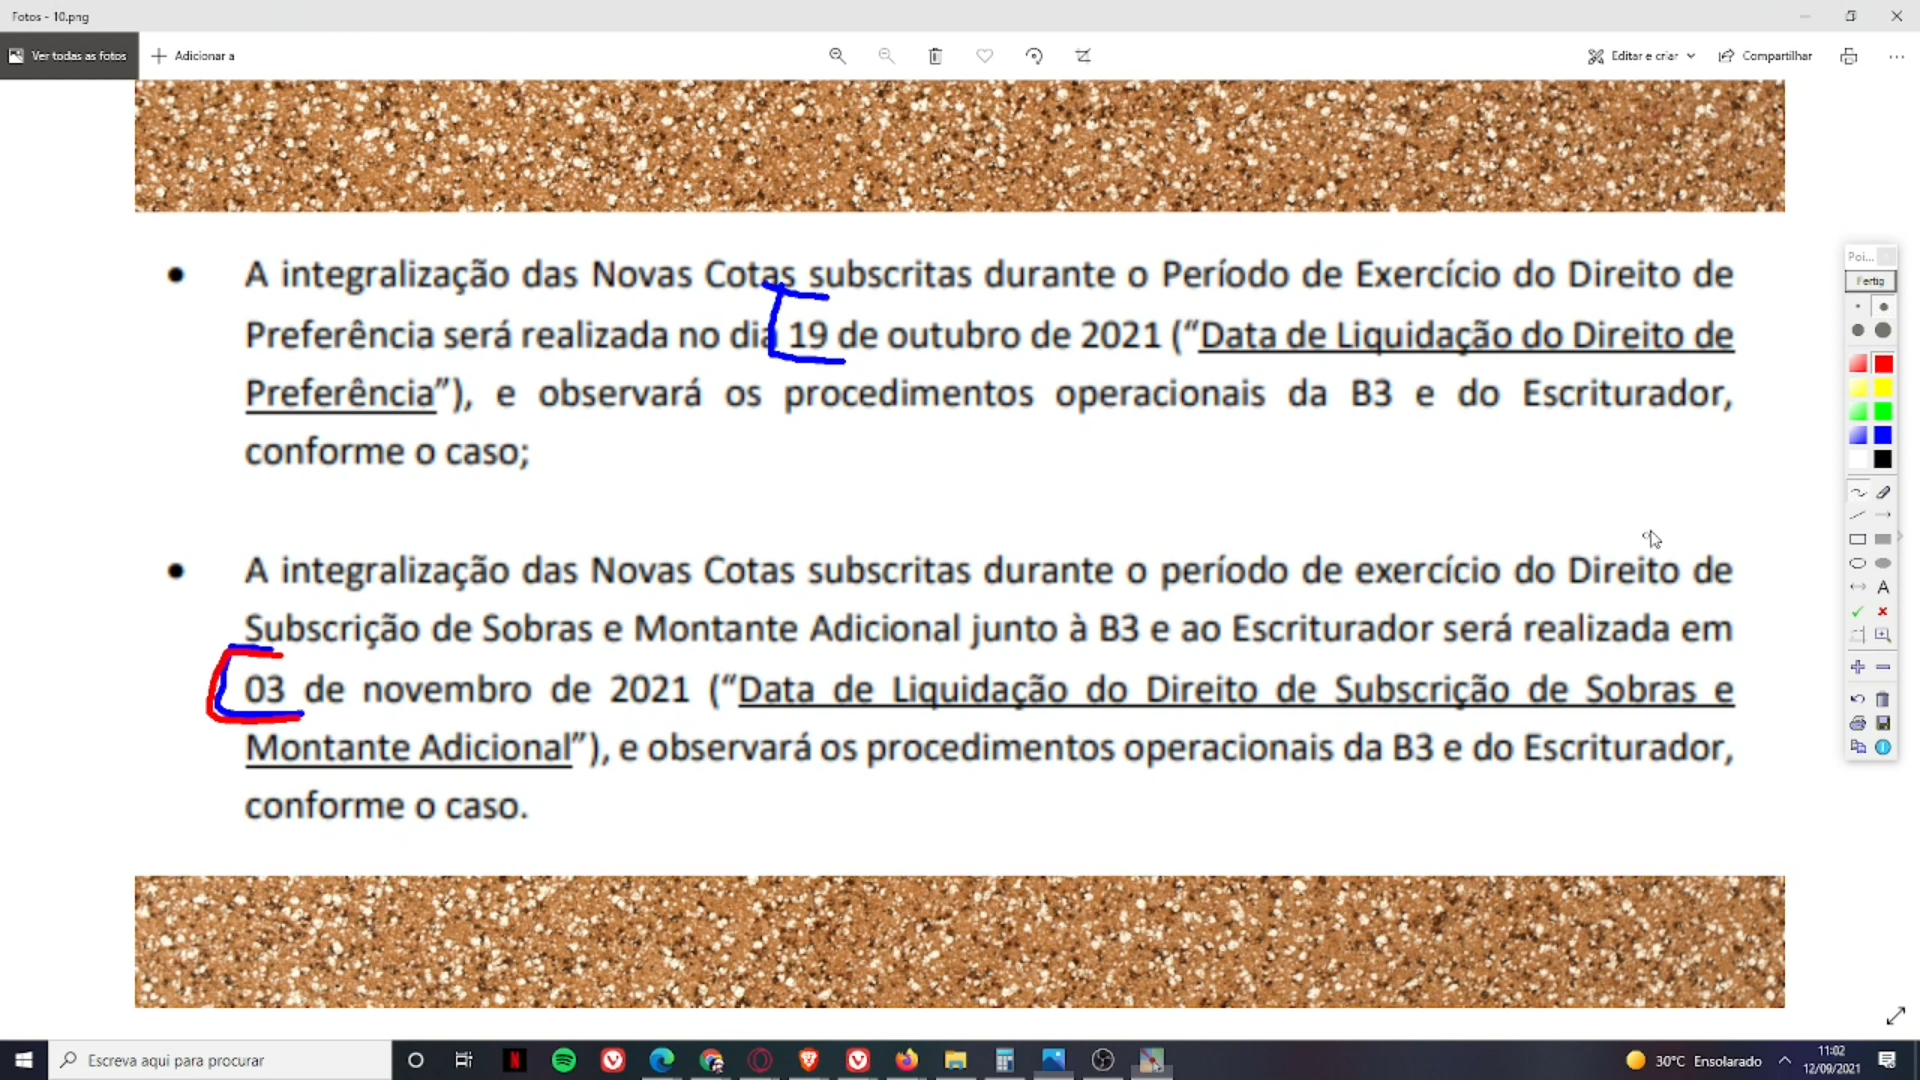 Fotos - 10.png
Ver todas as fotos
Adicionar a
Editar e criar
Compartilhar
A integralização das Novas Cotas subscritas durante o Período de Exercício do Direito de
Preferência será realizada no dia 19 de outubro de 2021 (“Data de Liquidação do Direito de
Preferência”), e observará os procedimentos operacionais da B3 e do Escriturador,
conforme o caso;
A integralização das Novas Cotas subscritas durante o período de exercício do Direito de
Subscrição de Sobras e Montante Adicional junto à B3 e ao Escriturador será realizada em
03 de novembro de 2021 (“Data de Liquidação do Direito de Subscrição de Sobras e
Montante Adicional”), e observará os procedimentos operacionais da B3 e do Escriturador,
conforme o caso.
Poi...
Fertig
A
Escreva aqui para procurar
30°C Ensolarado
11:02
12/09/2021